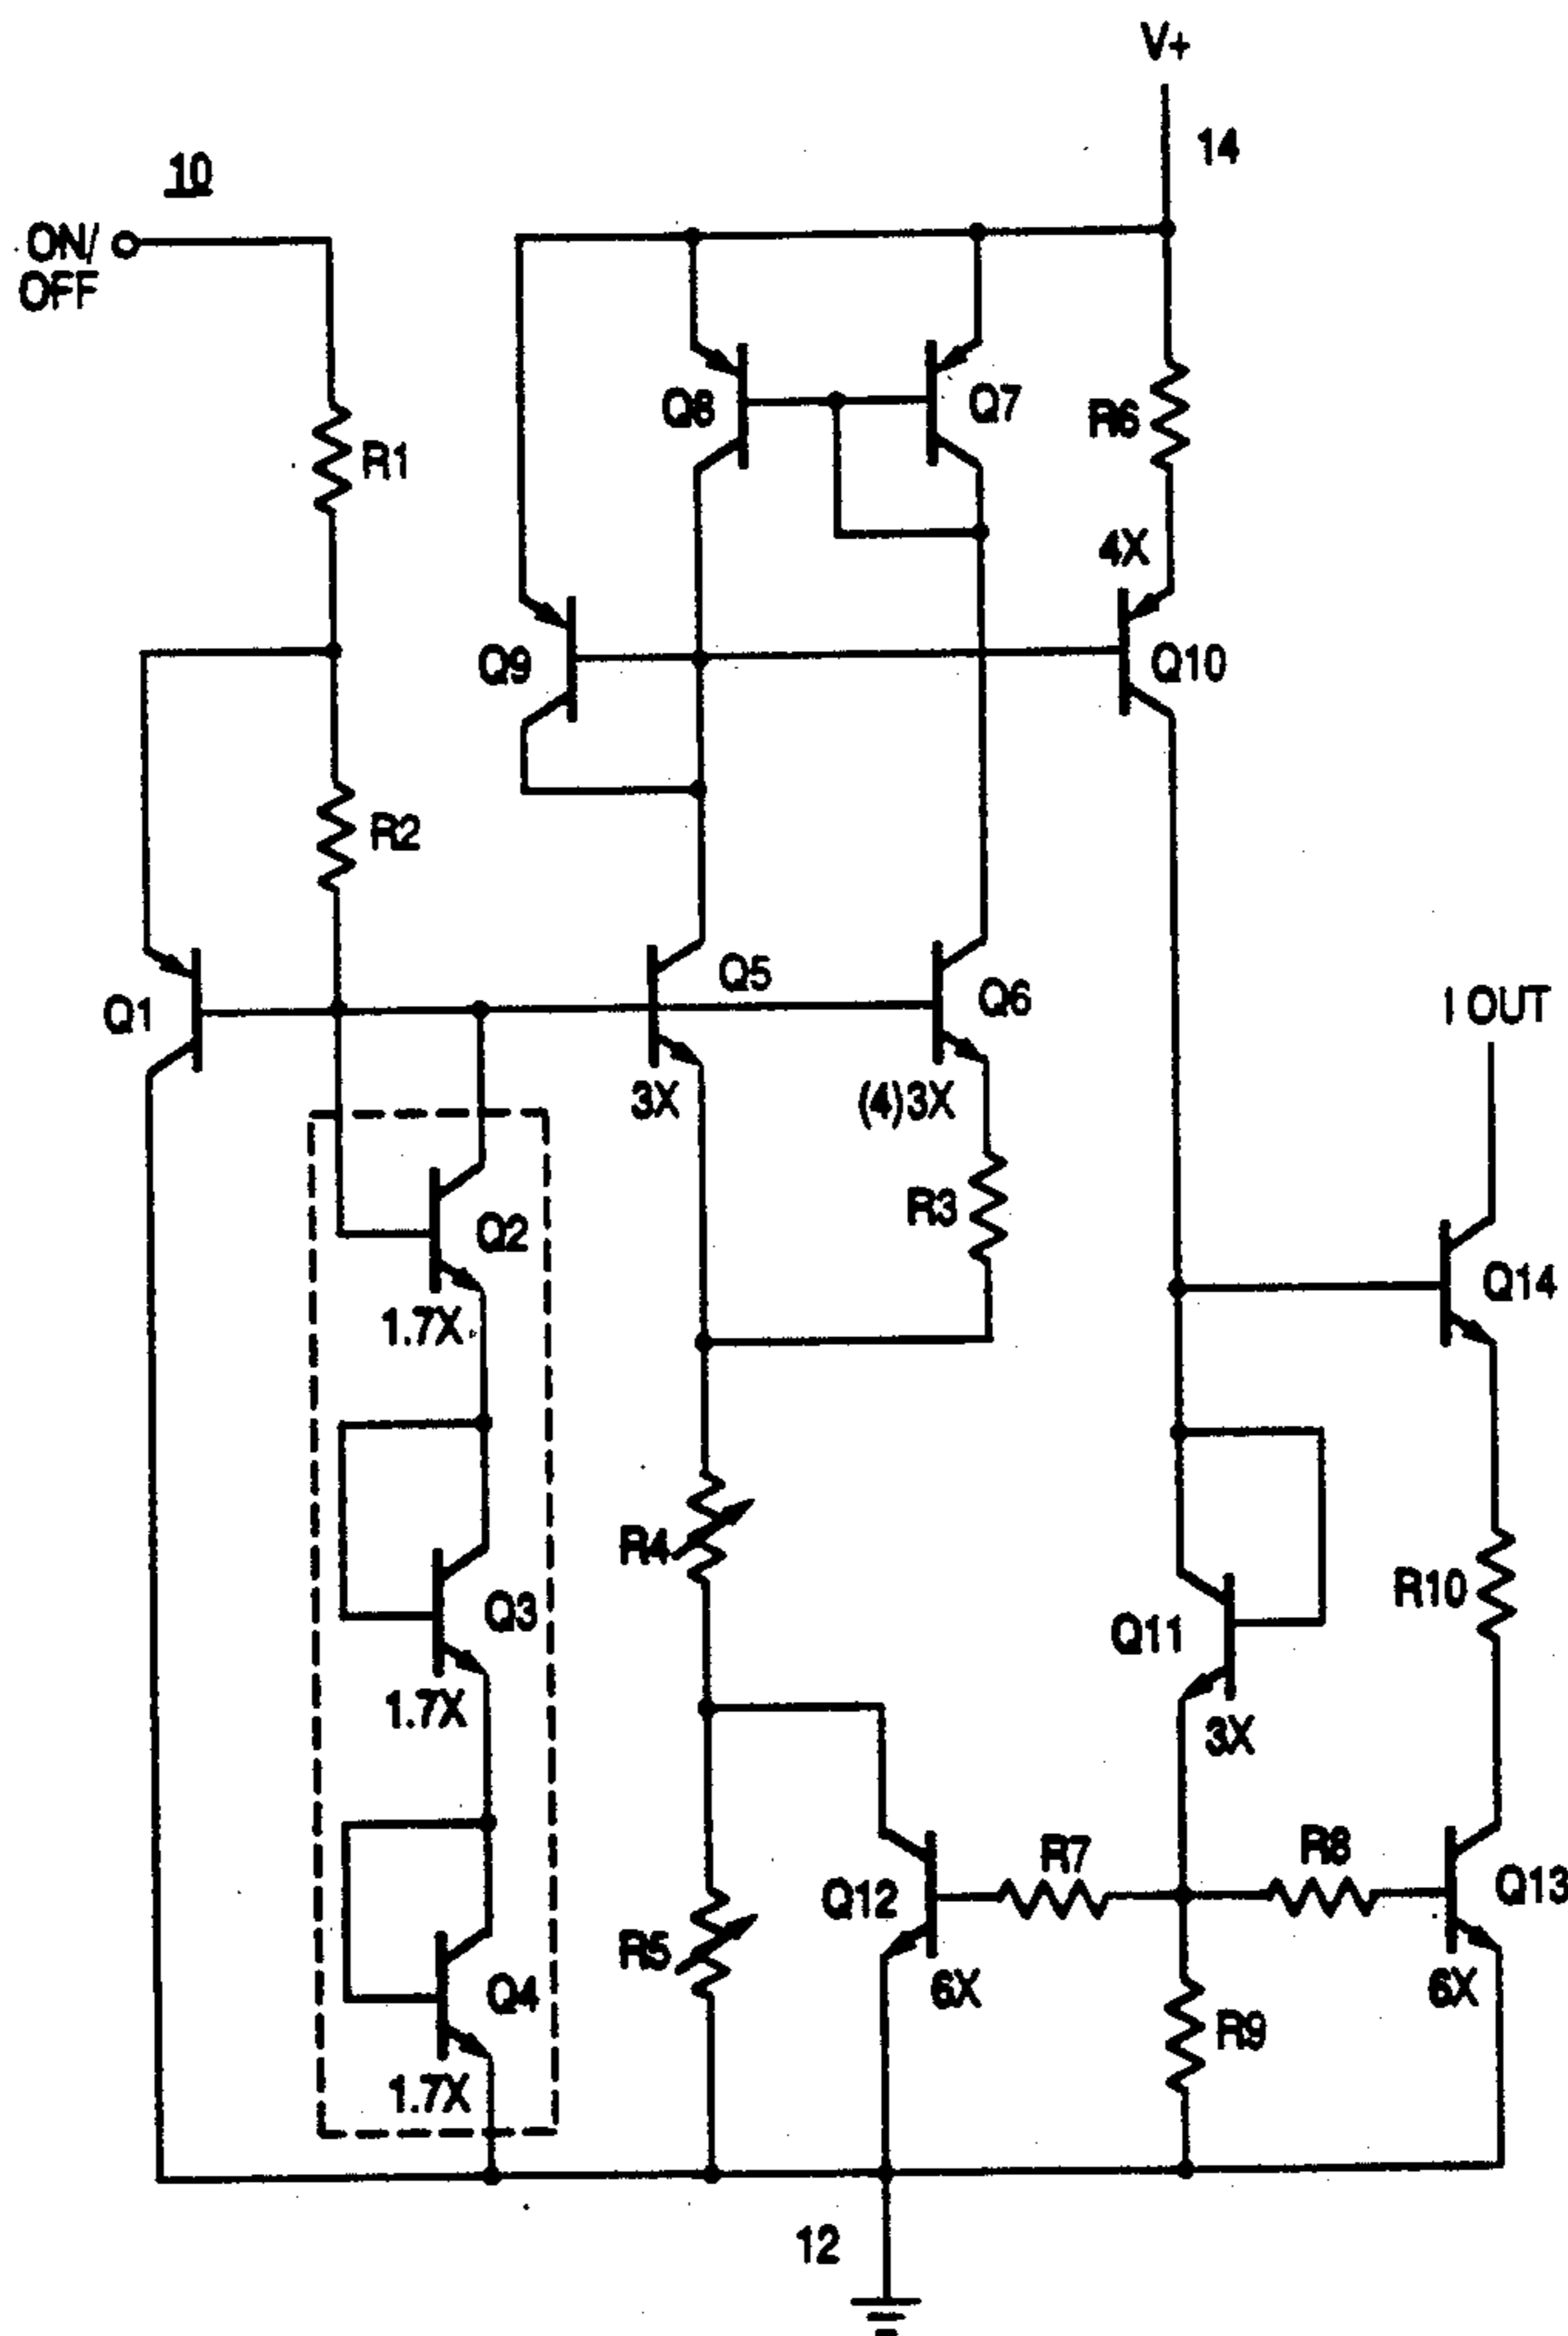 V+
14
10
ON/
OFF
R1
Q8
Q7
R6
4X
Q9
Q10
R2
Q1
Q5
Q6
3X
(4)3X
I OUT
R3
Q2
1.7X
Q14
R4
Q3
1.7X
Q11
3X
R10
R7
R8
Q12
Q13
6X
6X
R5
Q4
1.7X
R9
12